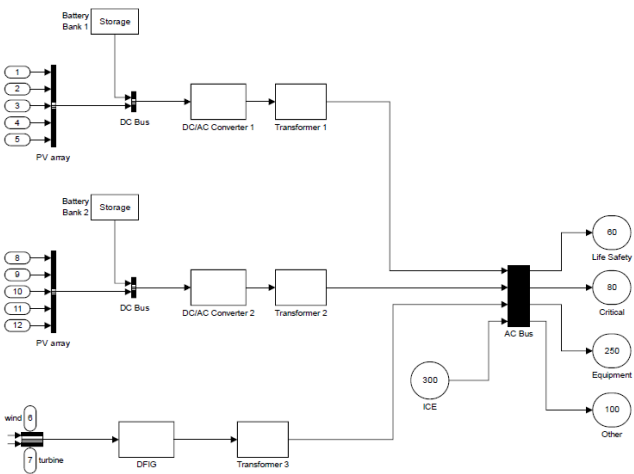 Battery
Bank 1
Storage
1
2
3
4
5
PV array
DC Bus
DC/AC Converter 1
Transformer 1
Battery
Bank 2
Storage
8
9
10
11
12
PV array
DC Bus
DC/AC Converter 2
Transformer 2
60
Life Safety
80
Critical
AC Bus
250
Equipment
300
ICE
100
Other
wind
6
7
turbine
DFIG
Transformer 3